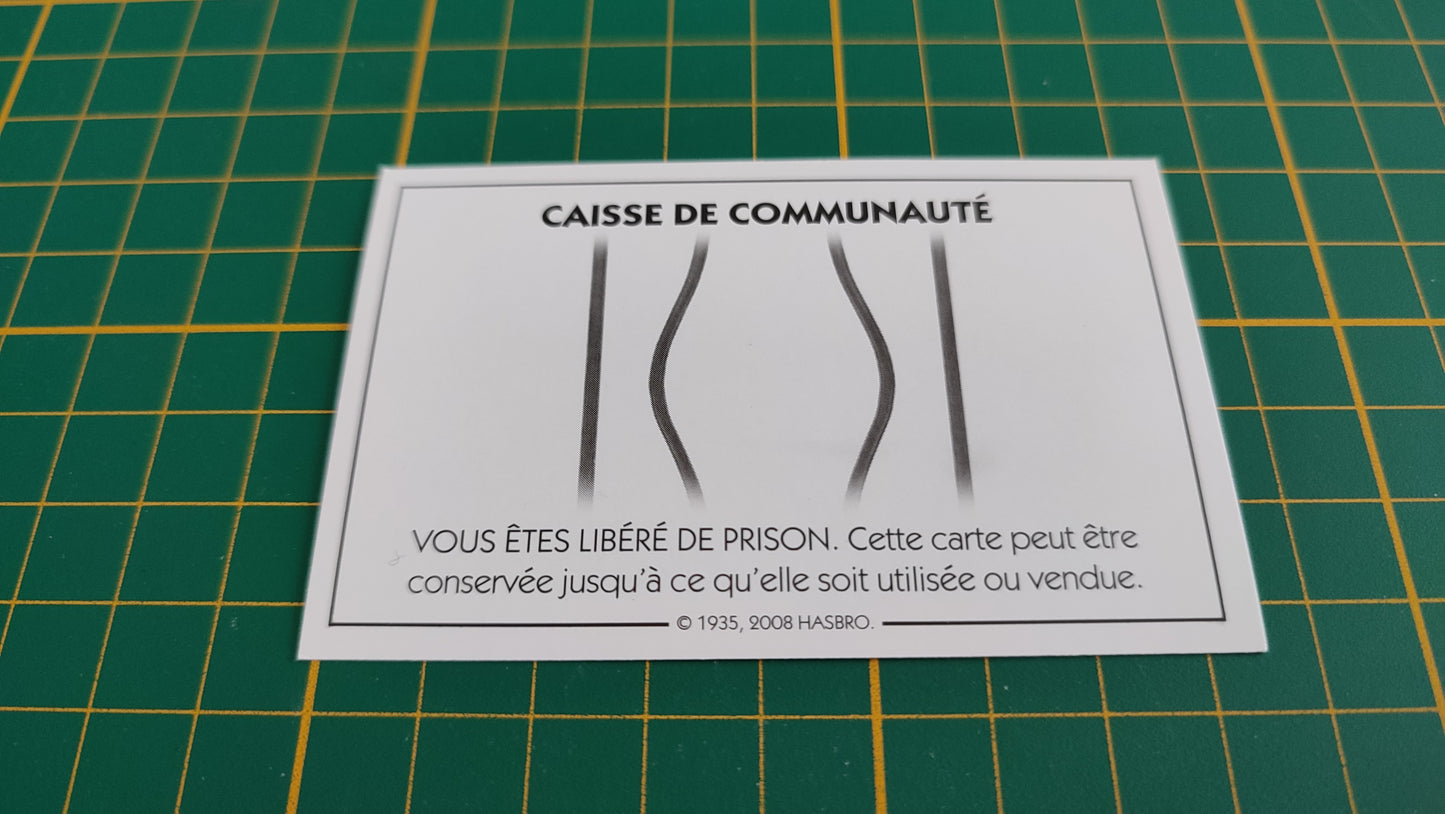 CAISSE DE COMMUNAUTÉ
VOUS ÊTES LIBÉRÉ DE PRISON. Cette carte peut être
conservée jusqu'à ce qu'elle soit utilisée ou vendue.
© 1935, 2008 HASBRO.